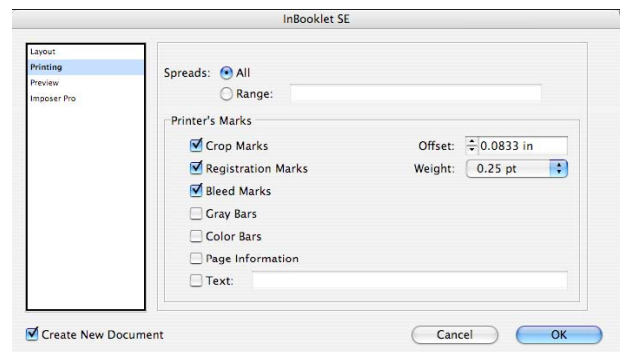 InBooklet SE
Layout
Printing
Preview
Imposer Pro
Spreads: All
Range:
Printer's Marks
Crop Marks Offset: 0.0833 in
Registration Marks Weight: 0.25 pt
Bleed Marks
Gray Bars
Color Bars
Page Information
Text:
Create New Document Cancel OK